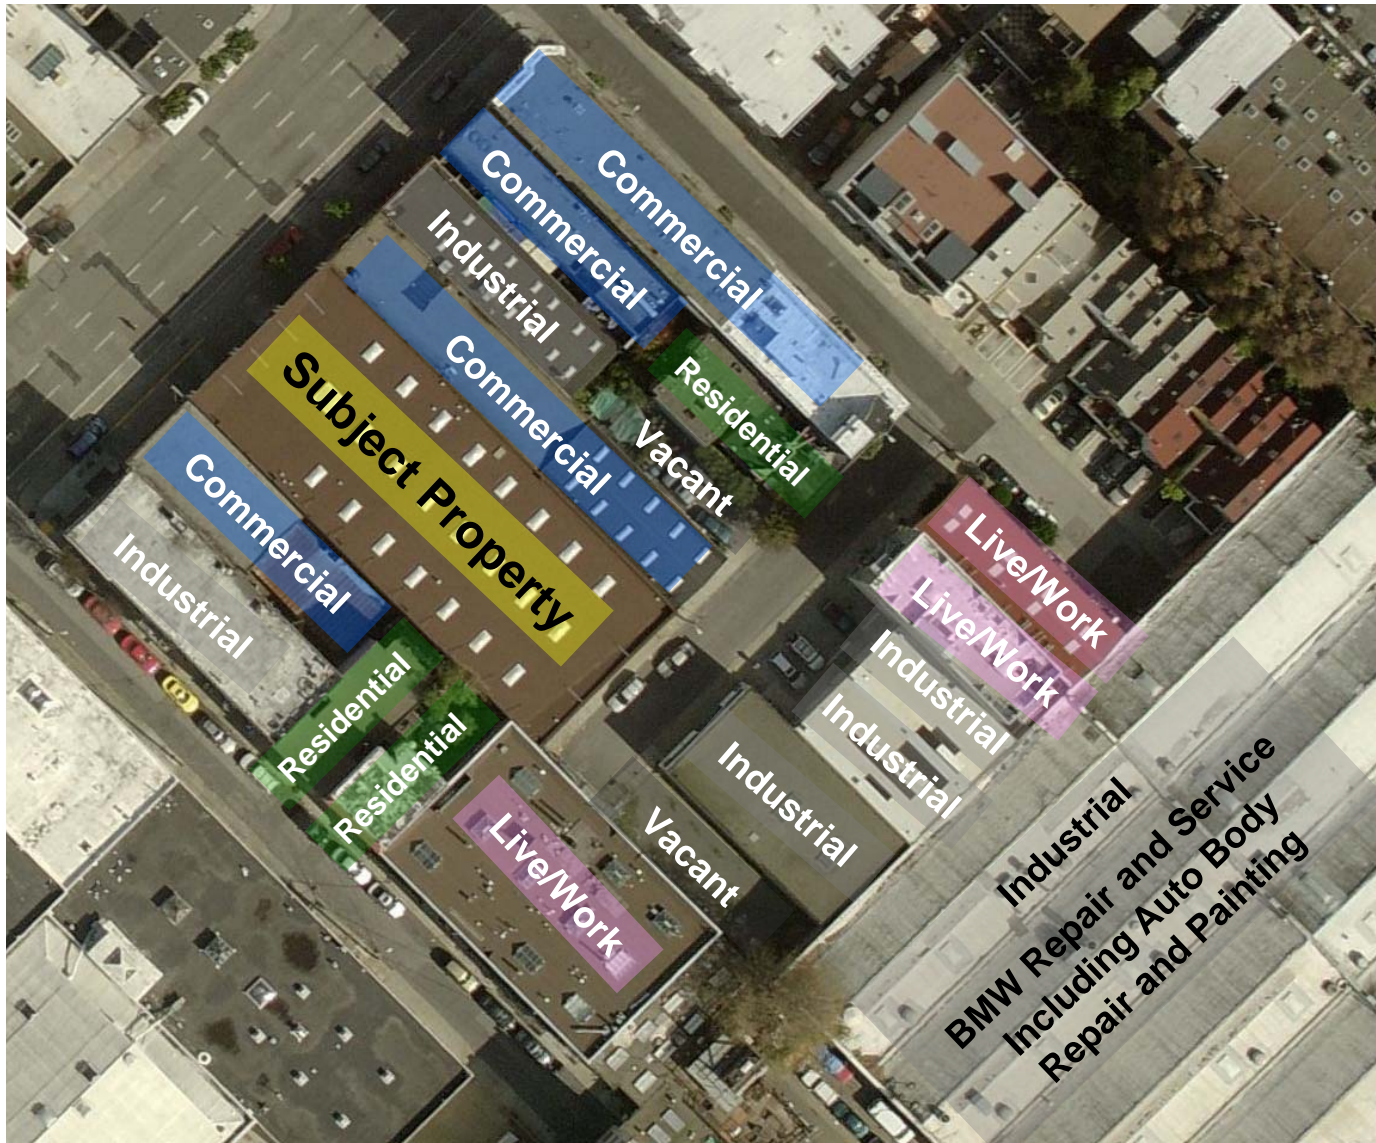 Commercial
Commercial
Industrial
Commercial
Subject Property
Residential
Vacant
Commercial
Industrial
Residential
Residential
Live/Work
Live/Work
Live/Work
Industrial
Industrial
Industrial
Vacant
Industrial
BMW Repair and Service
Including Auto Body
Repair and Painting